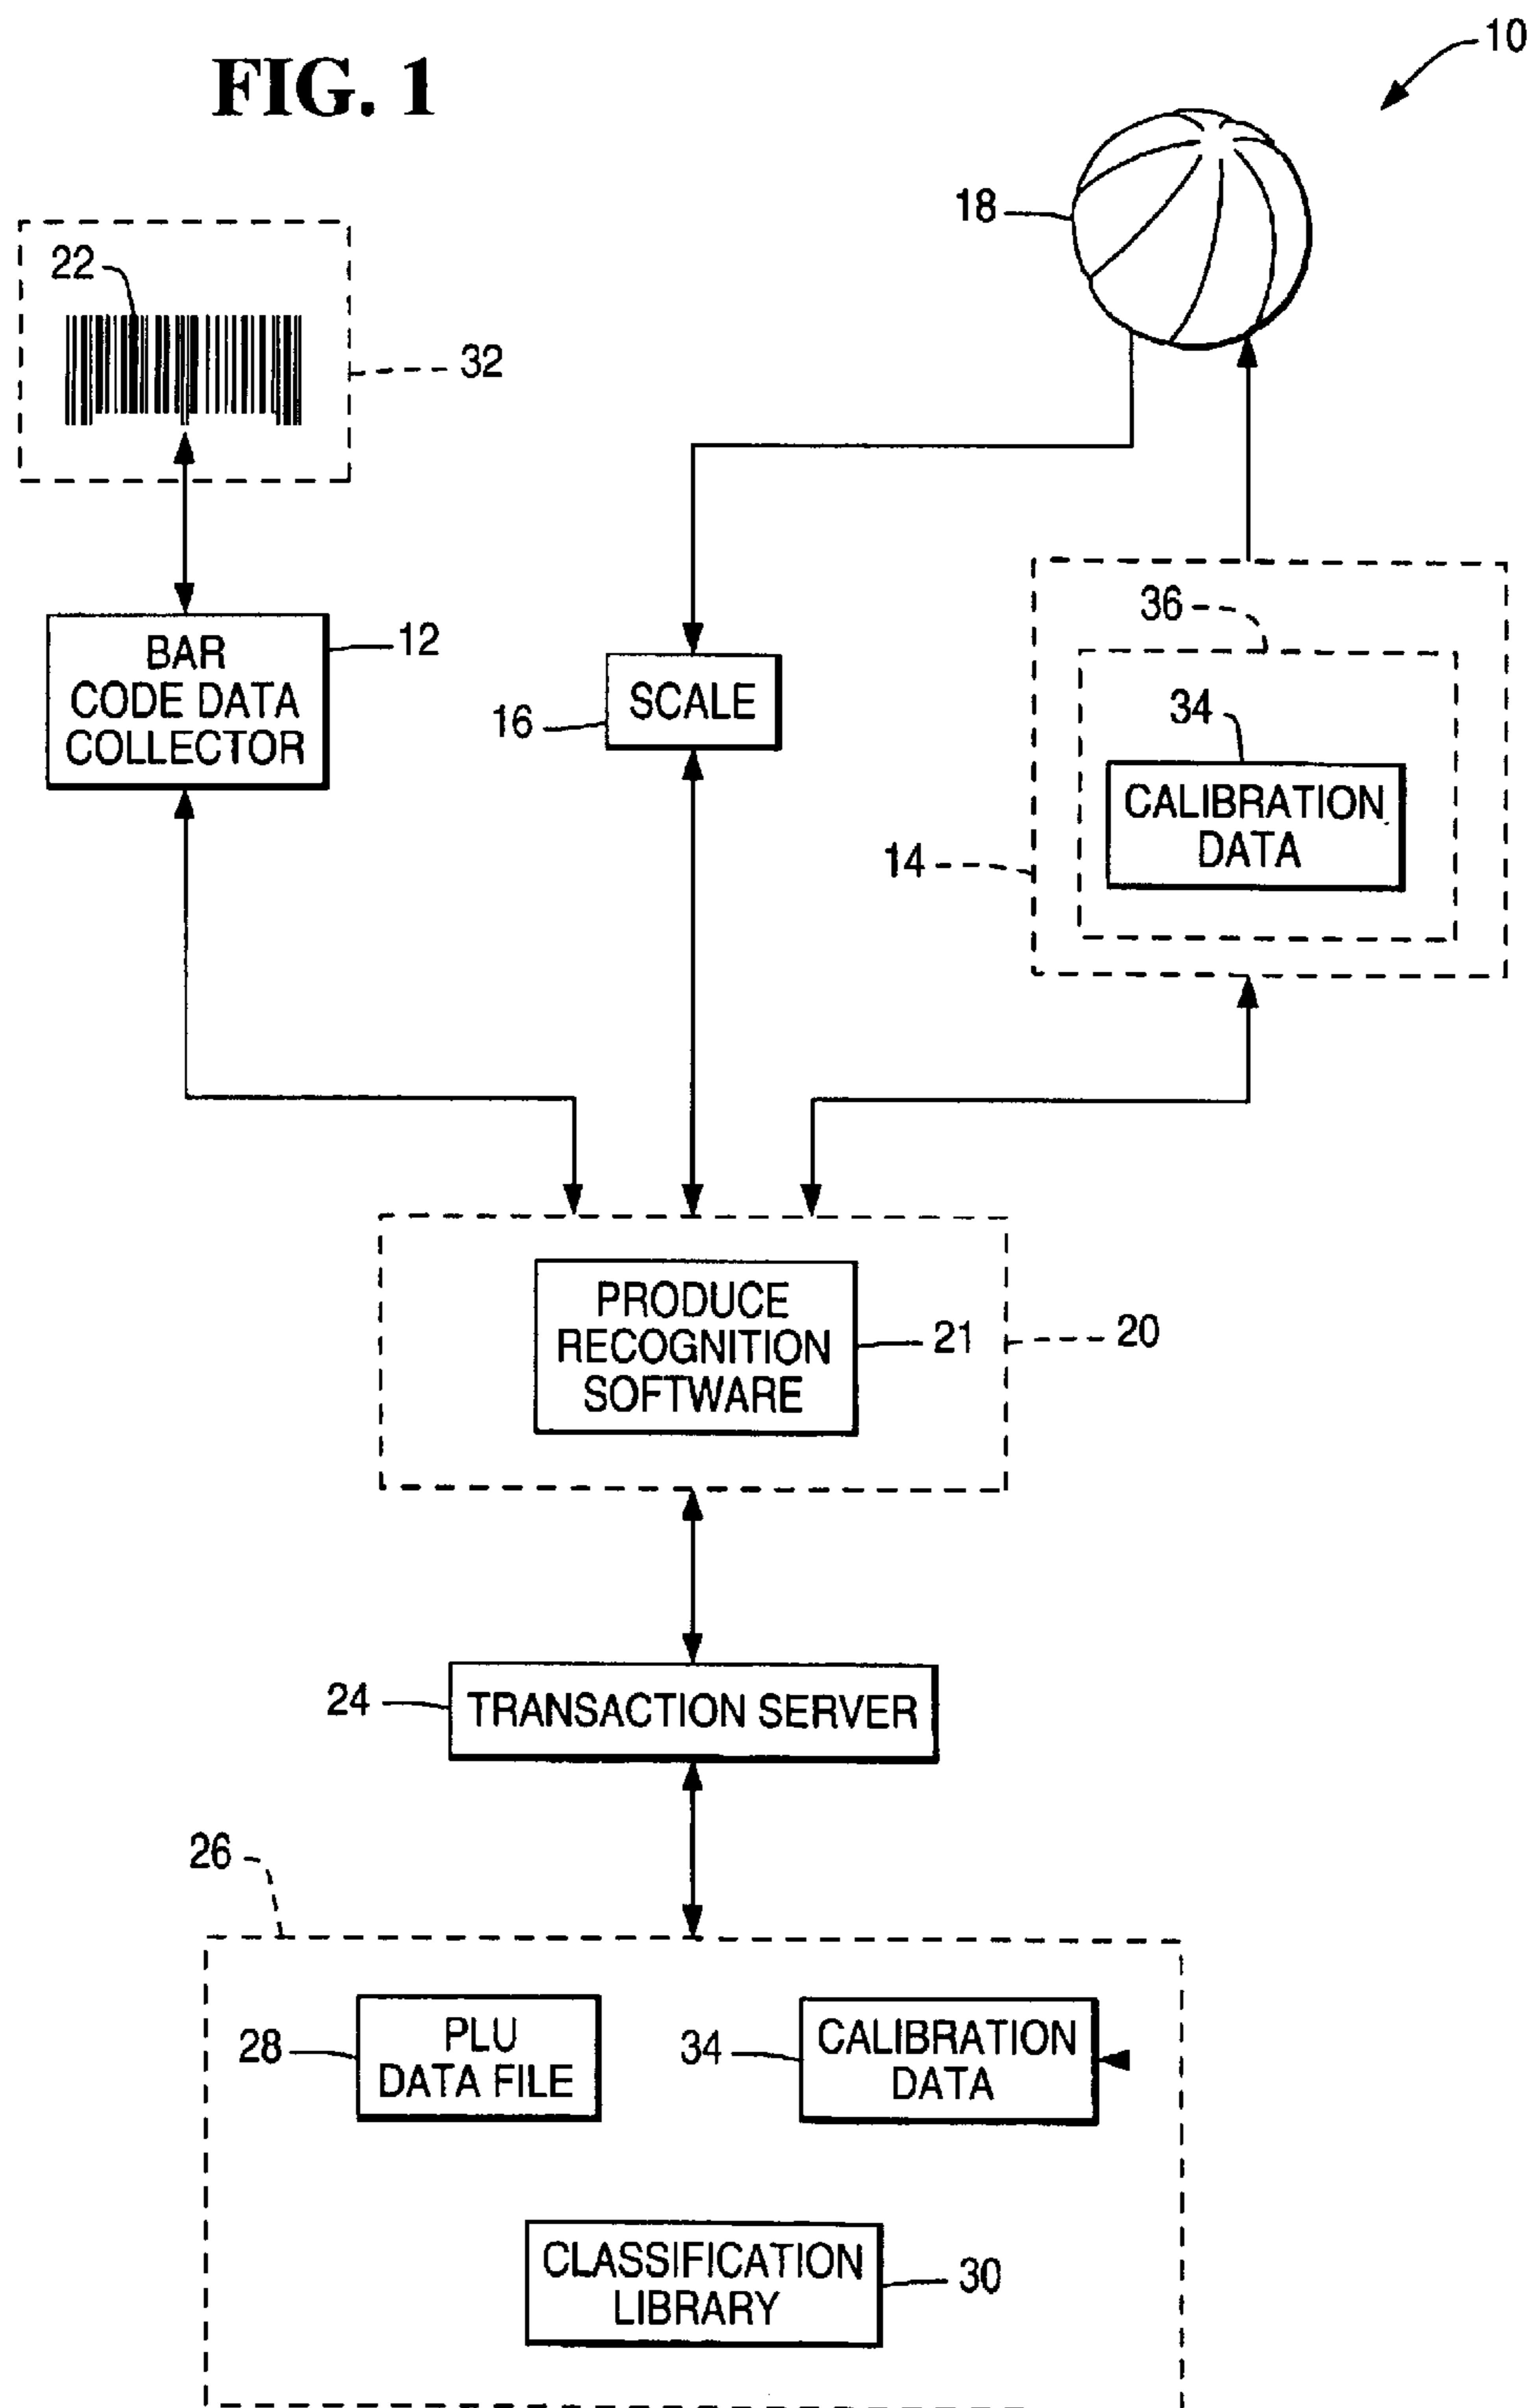 FIG. 1
10
18
22
32
BAR
CODE DATA
COLLECTOR
12
16
SCALE
36
34
CALIBRATION
DATA
14
PRODUCE
RECOGNITION
SOFTWARE
21
20
24
TRANSACTION SERVER
26
28
PLU
DATA FILE
34
CALIBRATION
DATA
CLASSIFICATION
LIBRARY
30